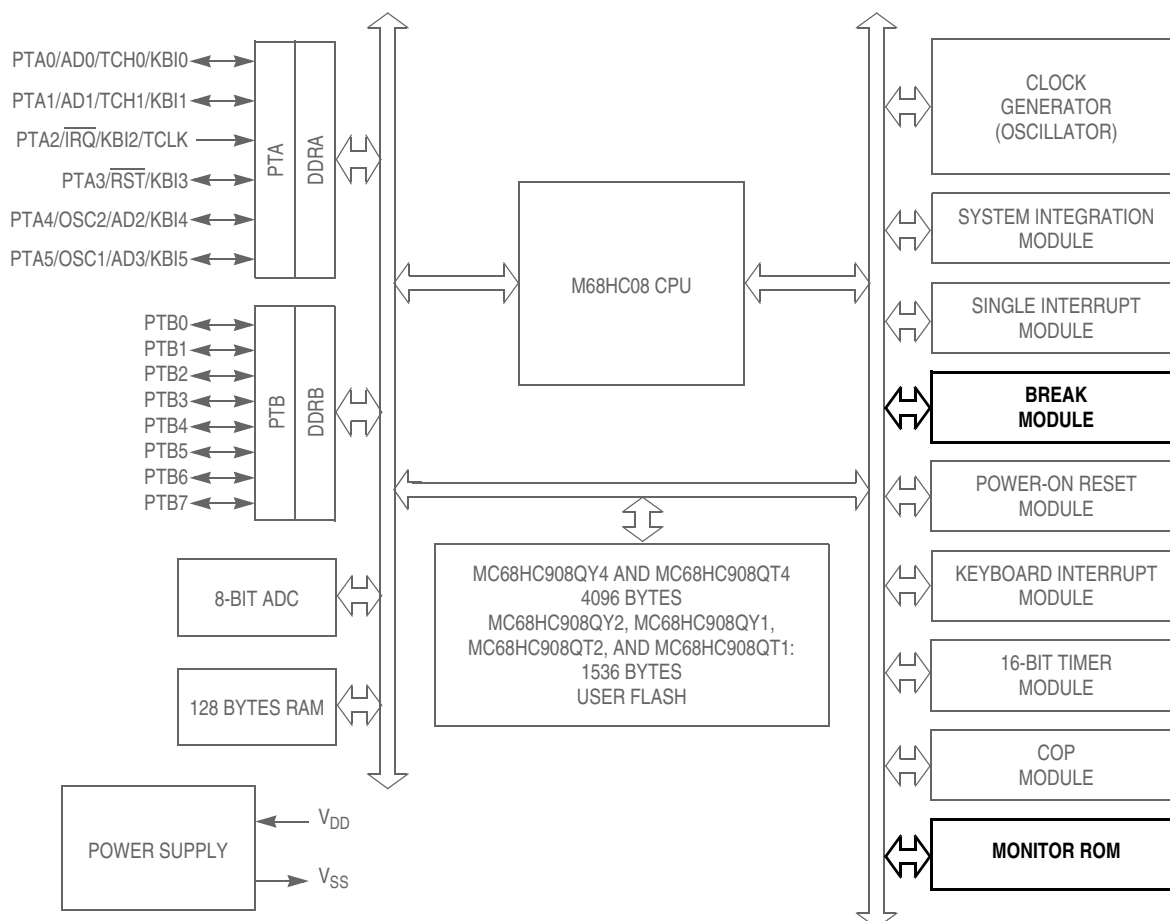 PTA0/AD0/TCH0/KBI0
PTA1/AD1/TCH1/KBI1
PTA2/I̅R̅Q̅/KBI2/TCLK
PTA3/R̅S̅T̅/KBI3
PTA4/OSC2/AD2/KBI4
PTA5/OSC1/AD3/KBI5
PTA
DDRA
PTB0
PTB1
PTB2
PTB3
PTB4
PTB5
PTB6
PTB7
PTB
DDRB
8-BIT ADC
128 BYTES RAM
POWER SUPPLY
VDD
VSS
M68HC08 CPU
MC68HC908QY4 AND MC68HC908QT4
4096 BYTES
MC68HC908QY2, MC68HC908QY1,
MC68HC908QT2, AND MC68HC908QT1:
1536 BYTES
USER FLASH
CLOCK
GENERATOR
(OSCILLATOR)
SYSTEM INTEGRATION
MODULE
SINGLE INTERRUPT
MODULE
BREAK
MODULE
POWER-ON RESET
MODULE
KEYBOARD INTERRUPT
MODULE
16-BIT TIMER
MODULE
COP
MODULE
MONITOR ROM